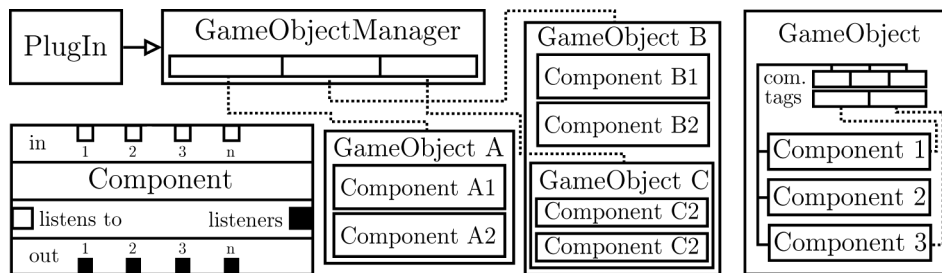 PlugIn
GameObjectManager
in
1 2 3 n
Component
listens to listeners
out
1 2 3 n
GameObject A
Component A1
Component A2
GameObject B
Component B1
Component B2
GameObject C
Component C2
Component C2
GameObject
com.
tags
Component 1
Component 2
Component 3